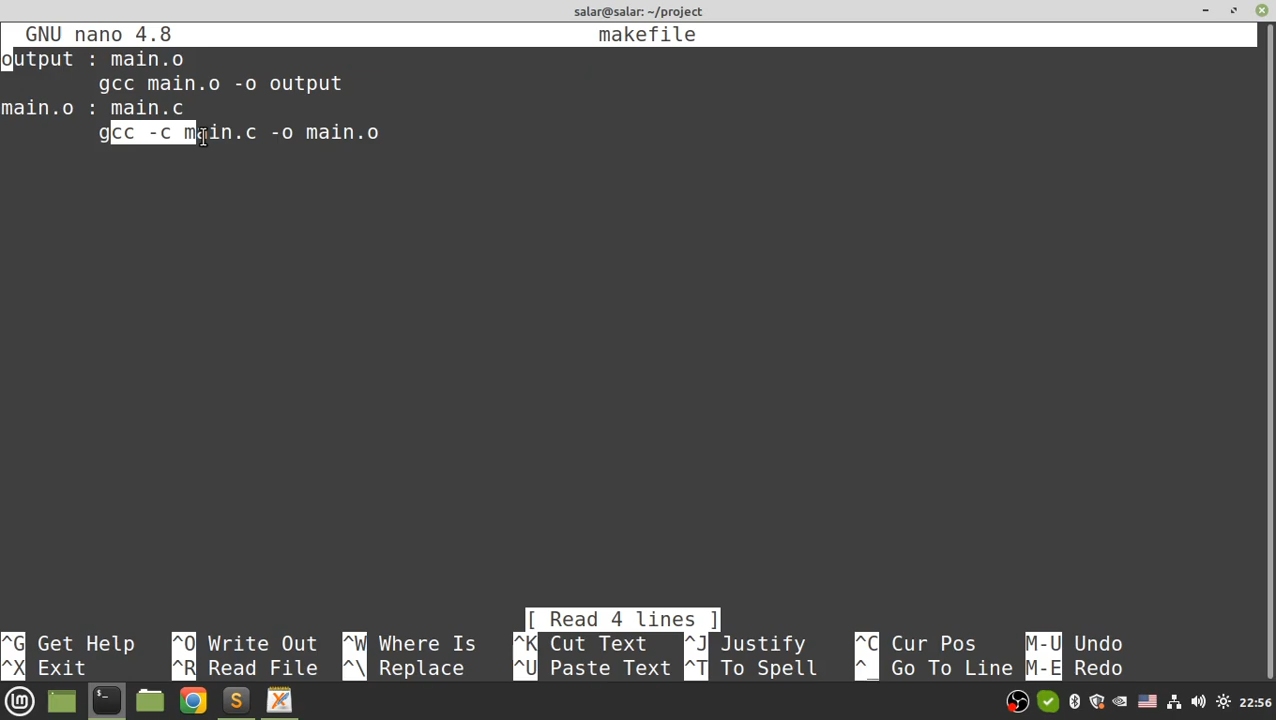 salar@salar: ~/project
GNU nano 4.8 makefile
output : main.o
gcc main.o -o output
main.o : main.c
gcc -c main.c -o main.o
[ Read 4 lines ]
^G Get Help ^O Write Out ^W Where Is ^K Cut Text ^J Justify ^C Cur Pos M-U Undo
^X Exit ^R Read File ^\ Replace ^U Paste Text ^T To Spell ^_ Go To Line M-E Redo
22:56